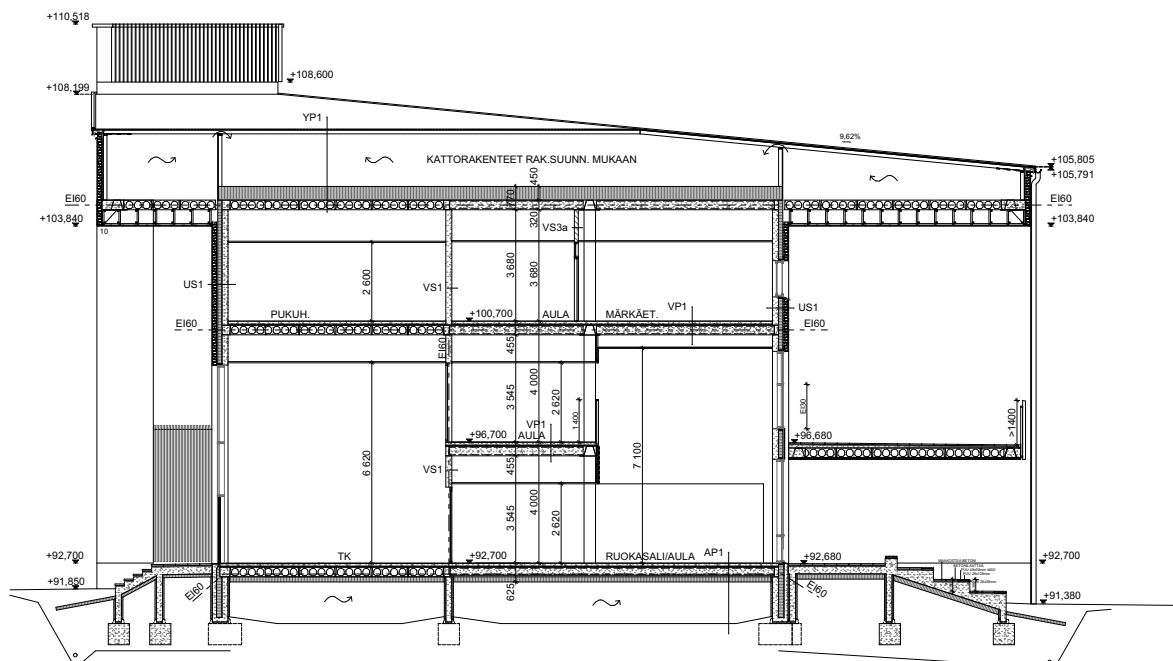 +110,518
+108,600
+108,199
YP1
9,62%
KATTORAKENTEET RAK.SUUNN. MUKAAN
+105,805
+105,791
450
770
320
EI60
+103,840
10
EI60
+103,840
VS3a
2 600
3 680
3 680
US1
VS1
US1
PUKUH.
+100,700
AULA
MÄRKÄET.
VP1
EI60
EI60
EI60
455
3 545
4 000
2 620
1 400
EI30
>1400
+96,700
VP1
AULA
+96,680
6 620
7 100
VS1
455
3 545
4 000
2 620
+92,700
TK
+92,700
RUOKASALI/AULA
AP1
+92,680
+92,700
+91,850
EI60
625
EI60
+91,380